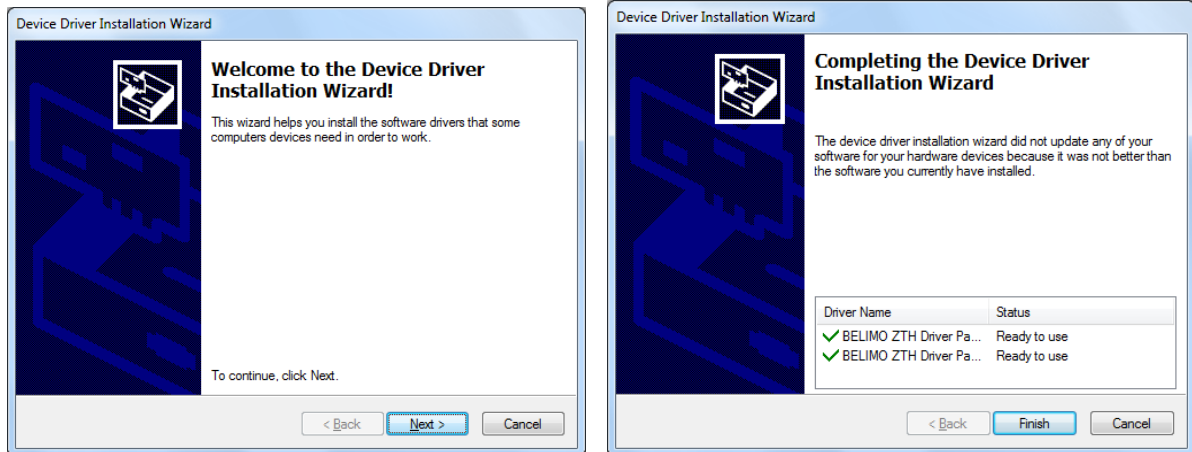 Device Driver Installation Wizard
Welcome to the Device Driver
Installation Wizard!
This wizard helps you install the software drivers that some
computers devices need in order to work.
To continue, click Next.
< Back
Next >
Cancel
Device Driver Installation Wizard
Completing the Device Driver
Installation Wizard
The device driver installation wizard did not update any of your
software for your hardware devices because it was not better than
the software you currently have installed.
Driver Name Status
BELIMO ZTH Driver Pa... Ready to use
BELIMO ZTH Driver Pa... Ready to use
< Back
Finish
Cancel